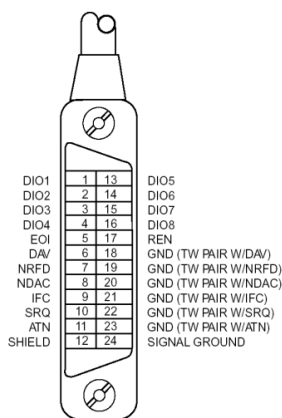 DIO1 1 13 DIO5
DIO2 2 14 DIO6
DIO3 3 15 DIO7
DIO4 4 16 DIO8
EOI 5 17 REN
DAV 6 18 GND (TW PAIR W/DAV)
NRFD 7 19 GND (TW PAIR W/NRFD)
NDAC 8 20 GND (TW PAIR W/NDAC)
IFC 9 21 GND (TW PAIR W/IFC)
SRQ 10 22 GND (TW PAIR W/SRQ)
ATN 11 23 GND (TW PAIR W/ATN)
SHIELD 12 24 SIGNAL GROUND